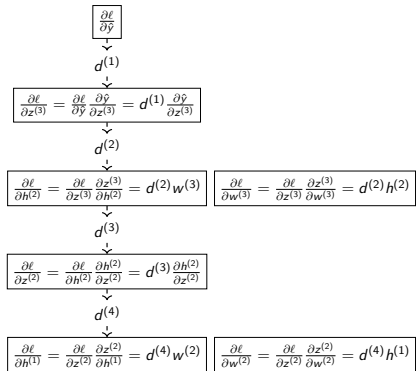 ∂ℓ/∂ŷ
d^(1)
∂ℓ/∂z^(3) = ∂ℓ/∂ŷ ∂ŷ/∂z^(3) = d^(1) ∂ŷ/∂z^(3)
d^(2)
∂ℓ/∂h^(2) = ∂ℓ/∂z^(3) ∂z^(3)/∂h^(2) = d^(2) w^(3) ∂ℓ/∂w^(3) = ∂ℓ/∂z^(3) ∂z^(3)/∂w^(3) = d^(2) h^(2)
d^(3)
∂ℓ/∂z^(2) = ∂ℓ/∂h^(2) ∂h^(2)/∂z^(2) = d^(3) ∂h^(2)/∂z^(2)
d^(4)
∂ℓ/∂h^(1) = ∂ℓ/∂z^(2) ∂z^(2)/∂h^(1) = d^(4) w^(2) ∂ℓ/∂w^(2) = ∂ℓ/∂z^(2) ∂z^(2)/∂w^(2) = d^(4) h^(1)